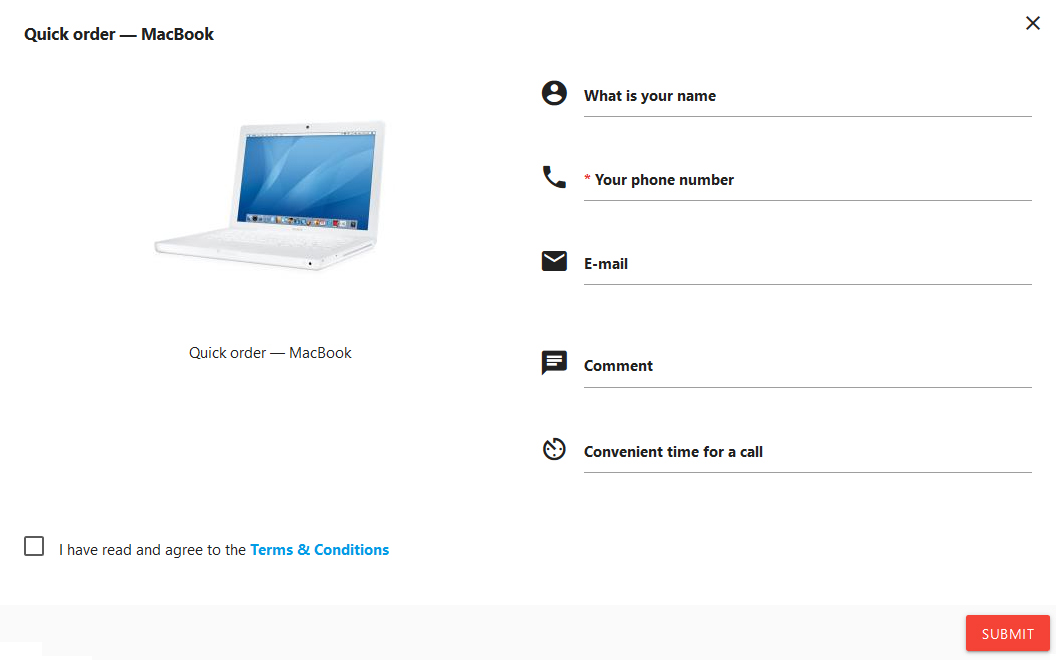 Quick order — MacBook
What is your name
* Your phone number
E-mail
Quick order — MacBook
Comment
Convenient time for a call
I have read and agree to the Terms & Conditions
SUBMIT